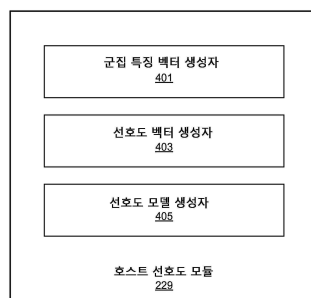 군집 특징 벡터 생성자
401
선호도 벡터 생성자
403
선호도 모델 생성자
405
호스트 선호도 모듈
229